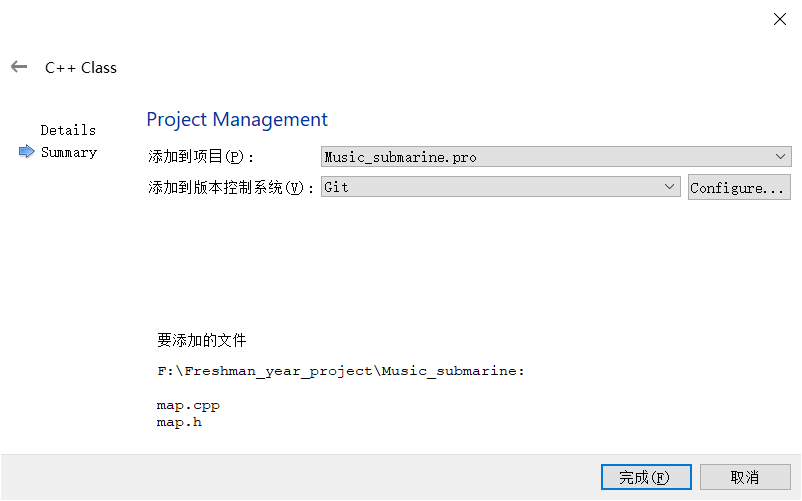 C++ Class
Details
Summary
Project Management
添加到项目(P)：
Music_submarine.pro
添加到版本控制系统(V)：
Git
Configure...
要添加的文件
F:\Freshman_year_project\Music_submarine:
map.cpp
map.h
完成(F)
取消